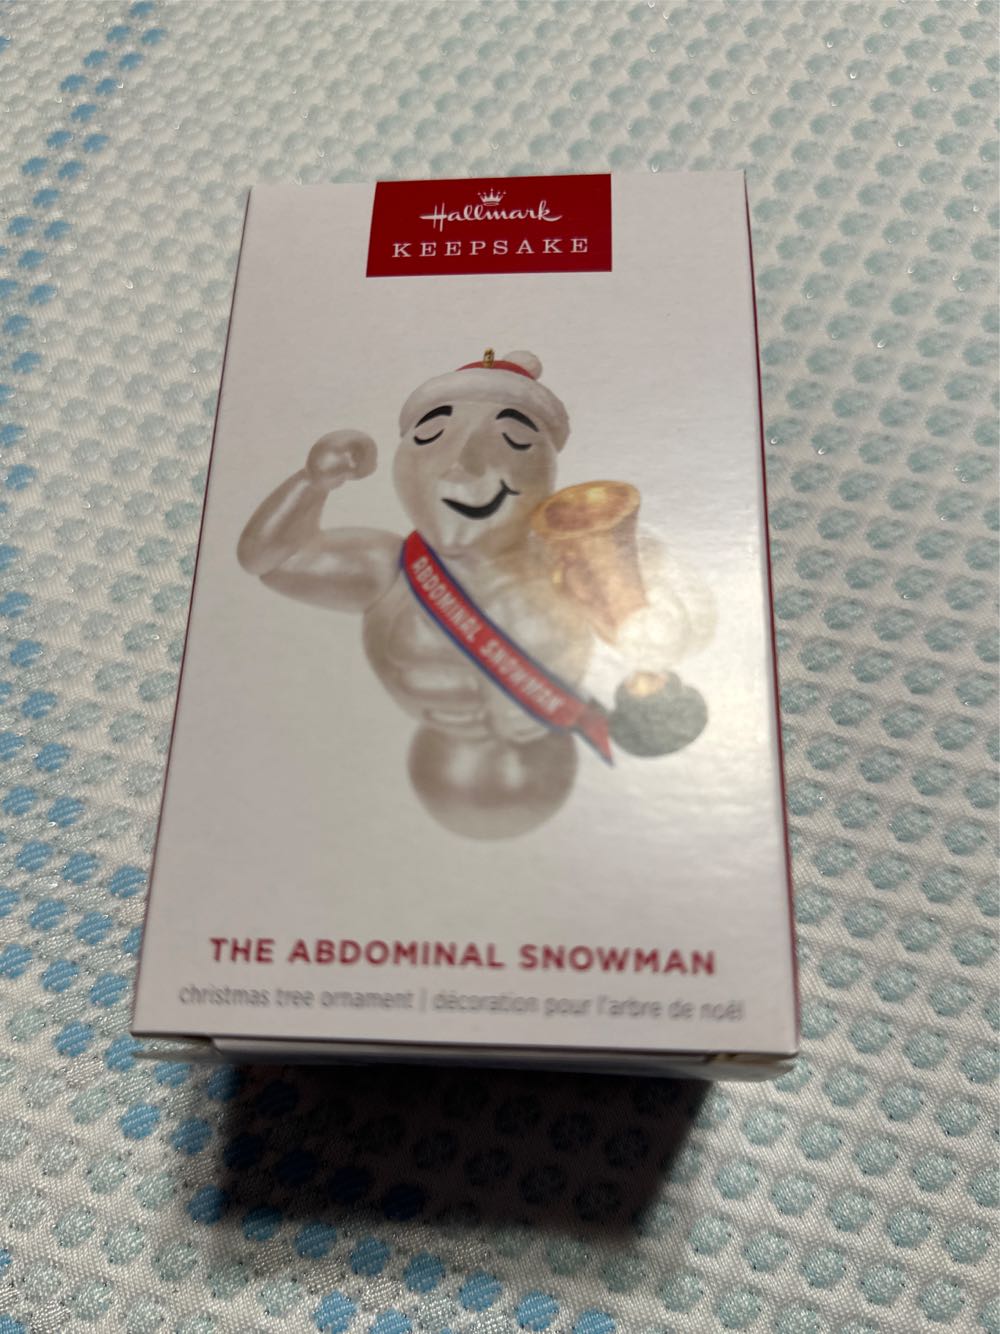 Hallmark
KEEPSAKE
ABDOMINAL SNOWMAN
THE ABDOMINAL SNOWMAN
christmas tree ornament | décoration pour l'arbre de noël